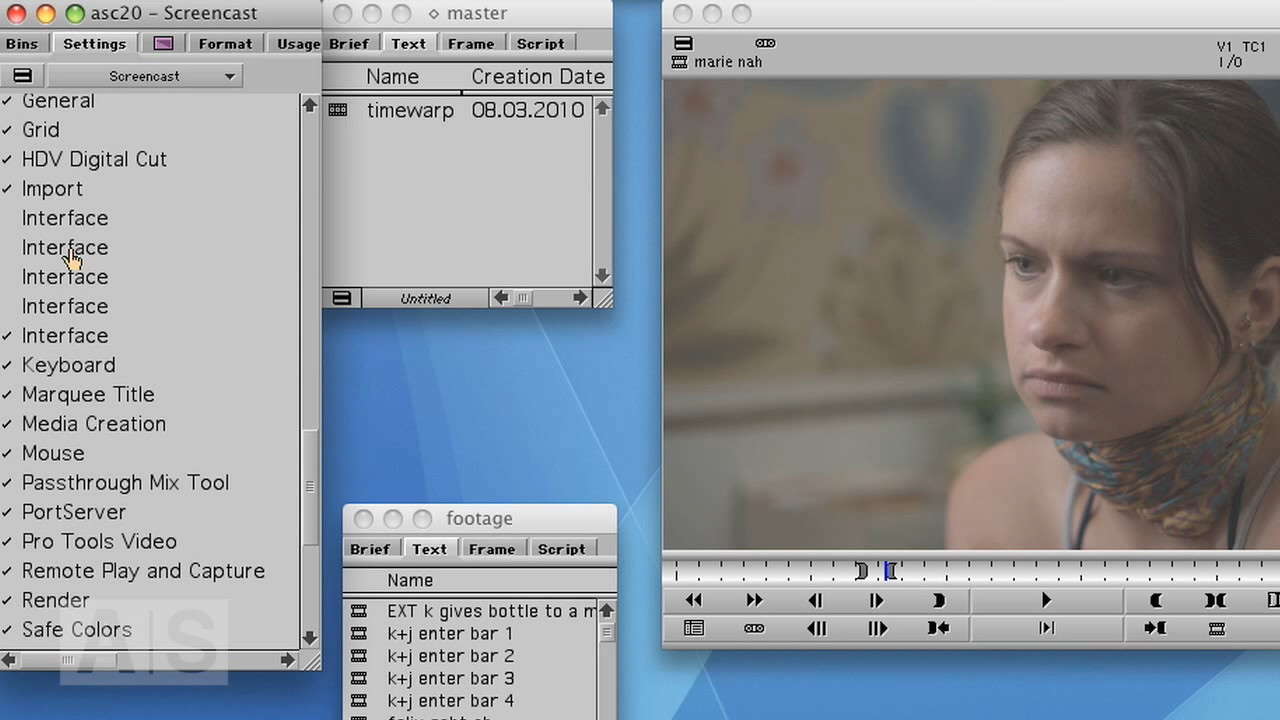 asc20 – Screencast
Bins Settings Format Usage
Screencast
General
Grid
HDV Digital Cut
Import
Interface
Interface
Interface
Interface
Interface
Keyboard
Marquee Title
Media Creation
Mouse
Passthrough Mix Tool
PortServer
Pro Tools Video
Remote Play and Capture
Render
Safe Colors
A|S
master
Brief Text Frame Script
Name Creation Date
timewarp 08.03.2010
Untitled
footage
Brief Text Frame Script
Name
EXT k gives bottle to a m
k+j enter bar 1
k+j enter bar 2
k+j enter bar 3
k+j enter bar 4
marie nah
V1 TC1
1/0